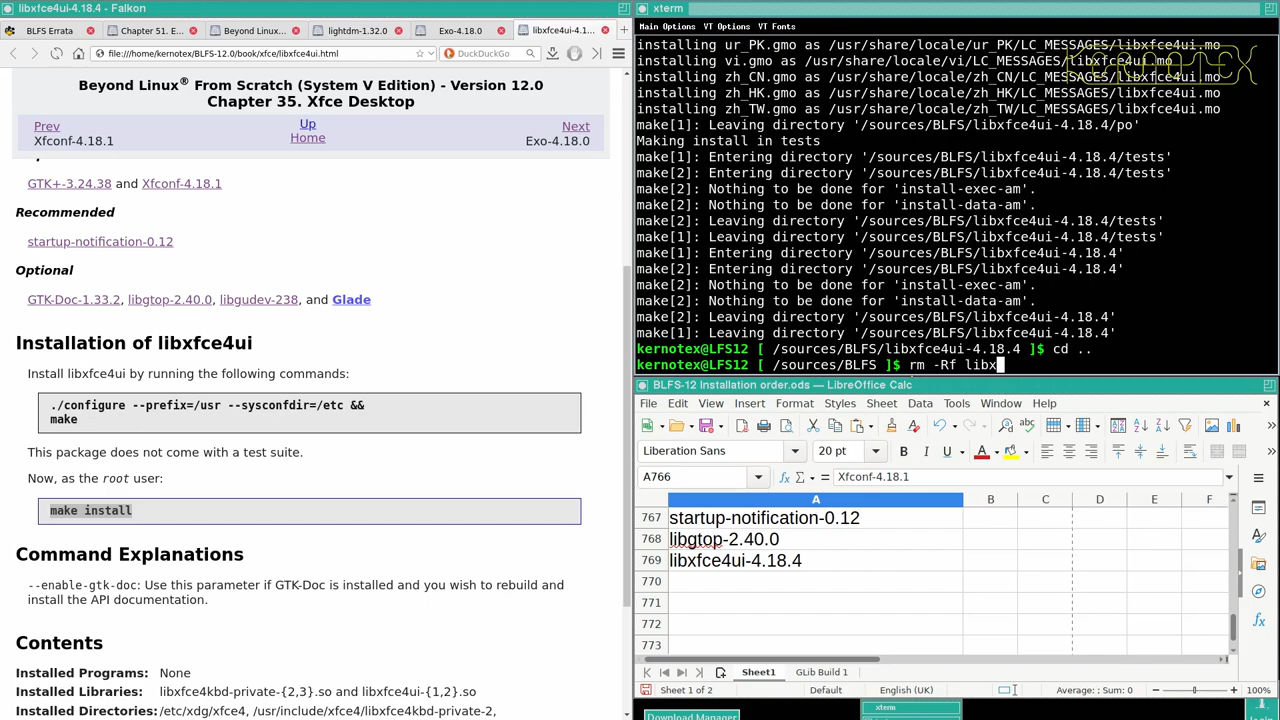 libxfce4ui-4.18.4 - Falkon
BLFS Errata
Chapter 51. E...
Beyond Linux...
lightdm-1.32.0
Exo-4.18.0
libxfce4ui-4.1...
file:///home/kernotex/BLFS-12.0/book/xfce/libxfce4ui.html
DuckDuckGo
Beyond Linux® From Scratch (System V Edition) - Version 12.0
Chapter 35. Xfce Desktop
Prev
Up
Next
Xfconf-4.18.1
Home
Exo-4.18.0
GTK+-3.24.38 and Xfconf-4.18.1
Recommended
startup-notification-0.12
Optional
GTK-Doc-1.33.2, libgtop-2.40.0, libgudev-238, and Glade
Installation of libxfce4ui
Install libxfce4ui by running the following commands:
./configure --prefix=/usr --sysconfdir=/etc &&
make
This package does not come with a test suite.
Now, as the root user:
make install
Command Explanations
--enable-gtk-doc: Use this parameter if GTK-Doc is installed and you wish to rebuild and
install the API documentation.
Contents
Installed Programs: None
Installed Libraries: libxfce4kbd-private-{2,3}.so and libxfce4ui-{1,2}.so
Installed Directories: /etc/xdg/xfce4, /usr/include/xfce4/libxfce4kbd-private-2,
xterm
Main Options VT Options VT Fonts
installing ur_PK.gmo as /usr/share/locale/ur_PK/LC_MESSAGES/libxfce4ui.mo
installing vi.gmo as /usr/share/locale/vi/LC_MESSAGES/libxfce4ui.mo
installing zh_CN.gmo as /usr/share/locale/zh_CN/LC_MESSAGES/libxfce4ui.mo
installing zh_HK.gmo as /usr/share/locale/zh_HK/LC_MESSAGES/libxfce4ui.mo
installing zh_TW.gmo as /usr/share/locale/zh_TW/LC_MESSAGES/libxfce4ui.mo
make[1]: Leaving directory '/sources/BLFS/libxfce4ui-4.18.4/po'
Making install in tests
make[1]: Entering directory '/sources/BLFS/libxfce4ui-4.18.4/tests'
make[2]: Entering directory '/sources/BLFS/libxfce4ui-4.18.4/tests'
make[2]: Nothing to be done for 'install-exec-am'.
make[2]: Nothing to be done for 'install-data-am'.
make[2]: Leaving directory '/sources/BLFS/libxfce4ui-4.18.4/tests'
make[1]: Leaving directory '/sources/BLFS/libxfce4ui-4.18.4/tests'
make[1]: Entering directory '/sources/BLFS/libxfce4ui-4.18.4'
make[2]: Entering directory '/sources/BLFS/libxfce4ui-4.18.4'
make[2]: Nothing to be done for 'install-exec-am'.
make[2]: Nothing to be done for 'install-data-am'.
make[2]: Leaving directory '/sources/BLFS/libxfce4ui-4.18.4'
make[1]: Leaving directory '/sources/BLFS/libxfce4ui-4.18.4'
kernotex@LFS12 [ /sources/BLFS/libxfce4ui-4.18.4 ]$ cd ..
kernotex@LFS12 [ /sources/BLFS ]$ rm -Rf libx
KERNOTEX
BLFS-12 Installation order.ods — LibreOffice Calc
File Edit View Insert Format Styles Sheet Data Tools Window Help
Liberation Sans
20 pt
A766
Xfconf-4.18.1
A B C D E F
767 startup-notification-0.12
768 libgtop-2.40.0
769 libxfce4ui-4.18.4
770
771
772
773
Sheet1
GLib Build 1
Sheet 1 of 2
Default
English (UK)
Average: ; Sum: 0
100%
xterm
Download Manager